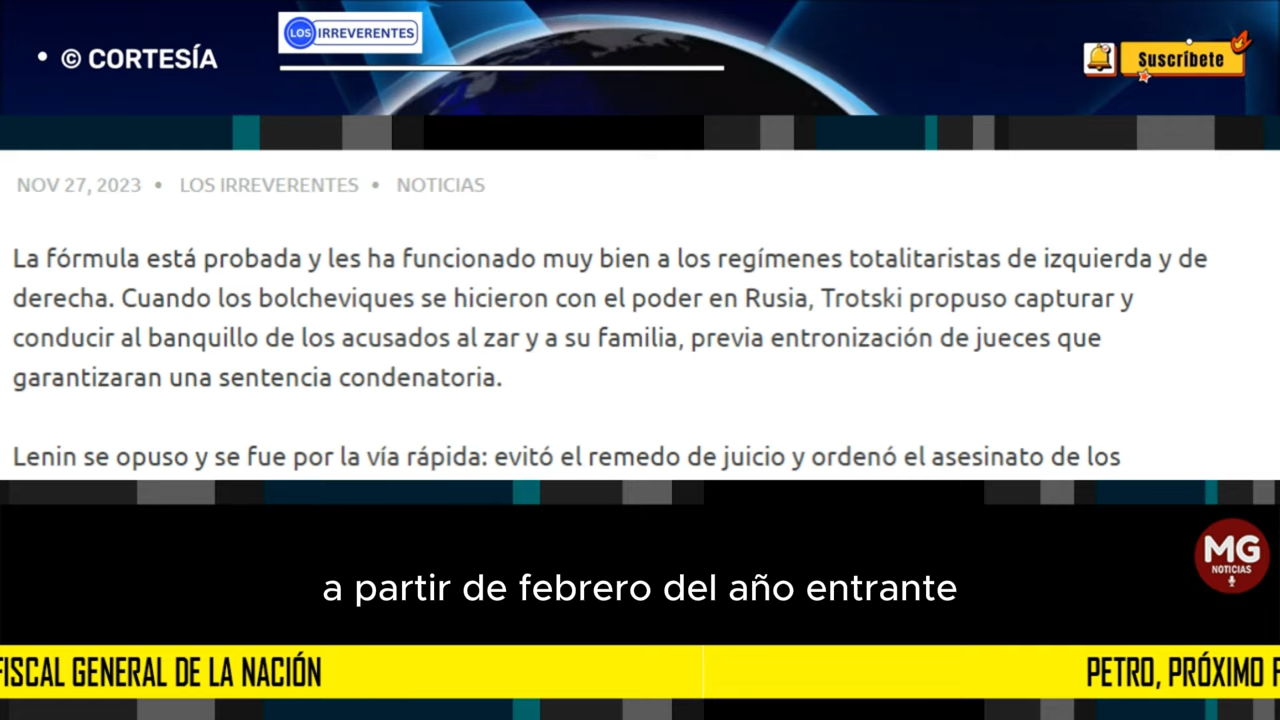 • © CORTESÍA
LOS IRREVERENTES
Suscríbete
NOV 27, 2023 • LOS IRREVERENTES • NOTICIAS
La fórmula está probada y les ha funcionado muy bien a los regímenes totalitaristas de izquierda y de
derecha. Cuando los bolcheviques se hicieron con el poder en Rusia, Trotski propuso capturar y
conducir al banquillo de los acusados al zar y a su familia, previa entronización de jueces que
garantizaran una sentencia condenatoria.
Lenin se opuso y se fue por la vía rápida: evitó el remedo de juicio y ordenó el asesinato de los
MG
NOTICIAS
a partir de febrero del año entrante
FISCAL GENERAL DE LA NACIÓN
PETRO, PRÓXIMO F